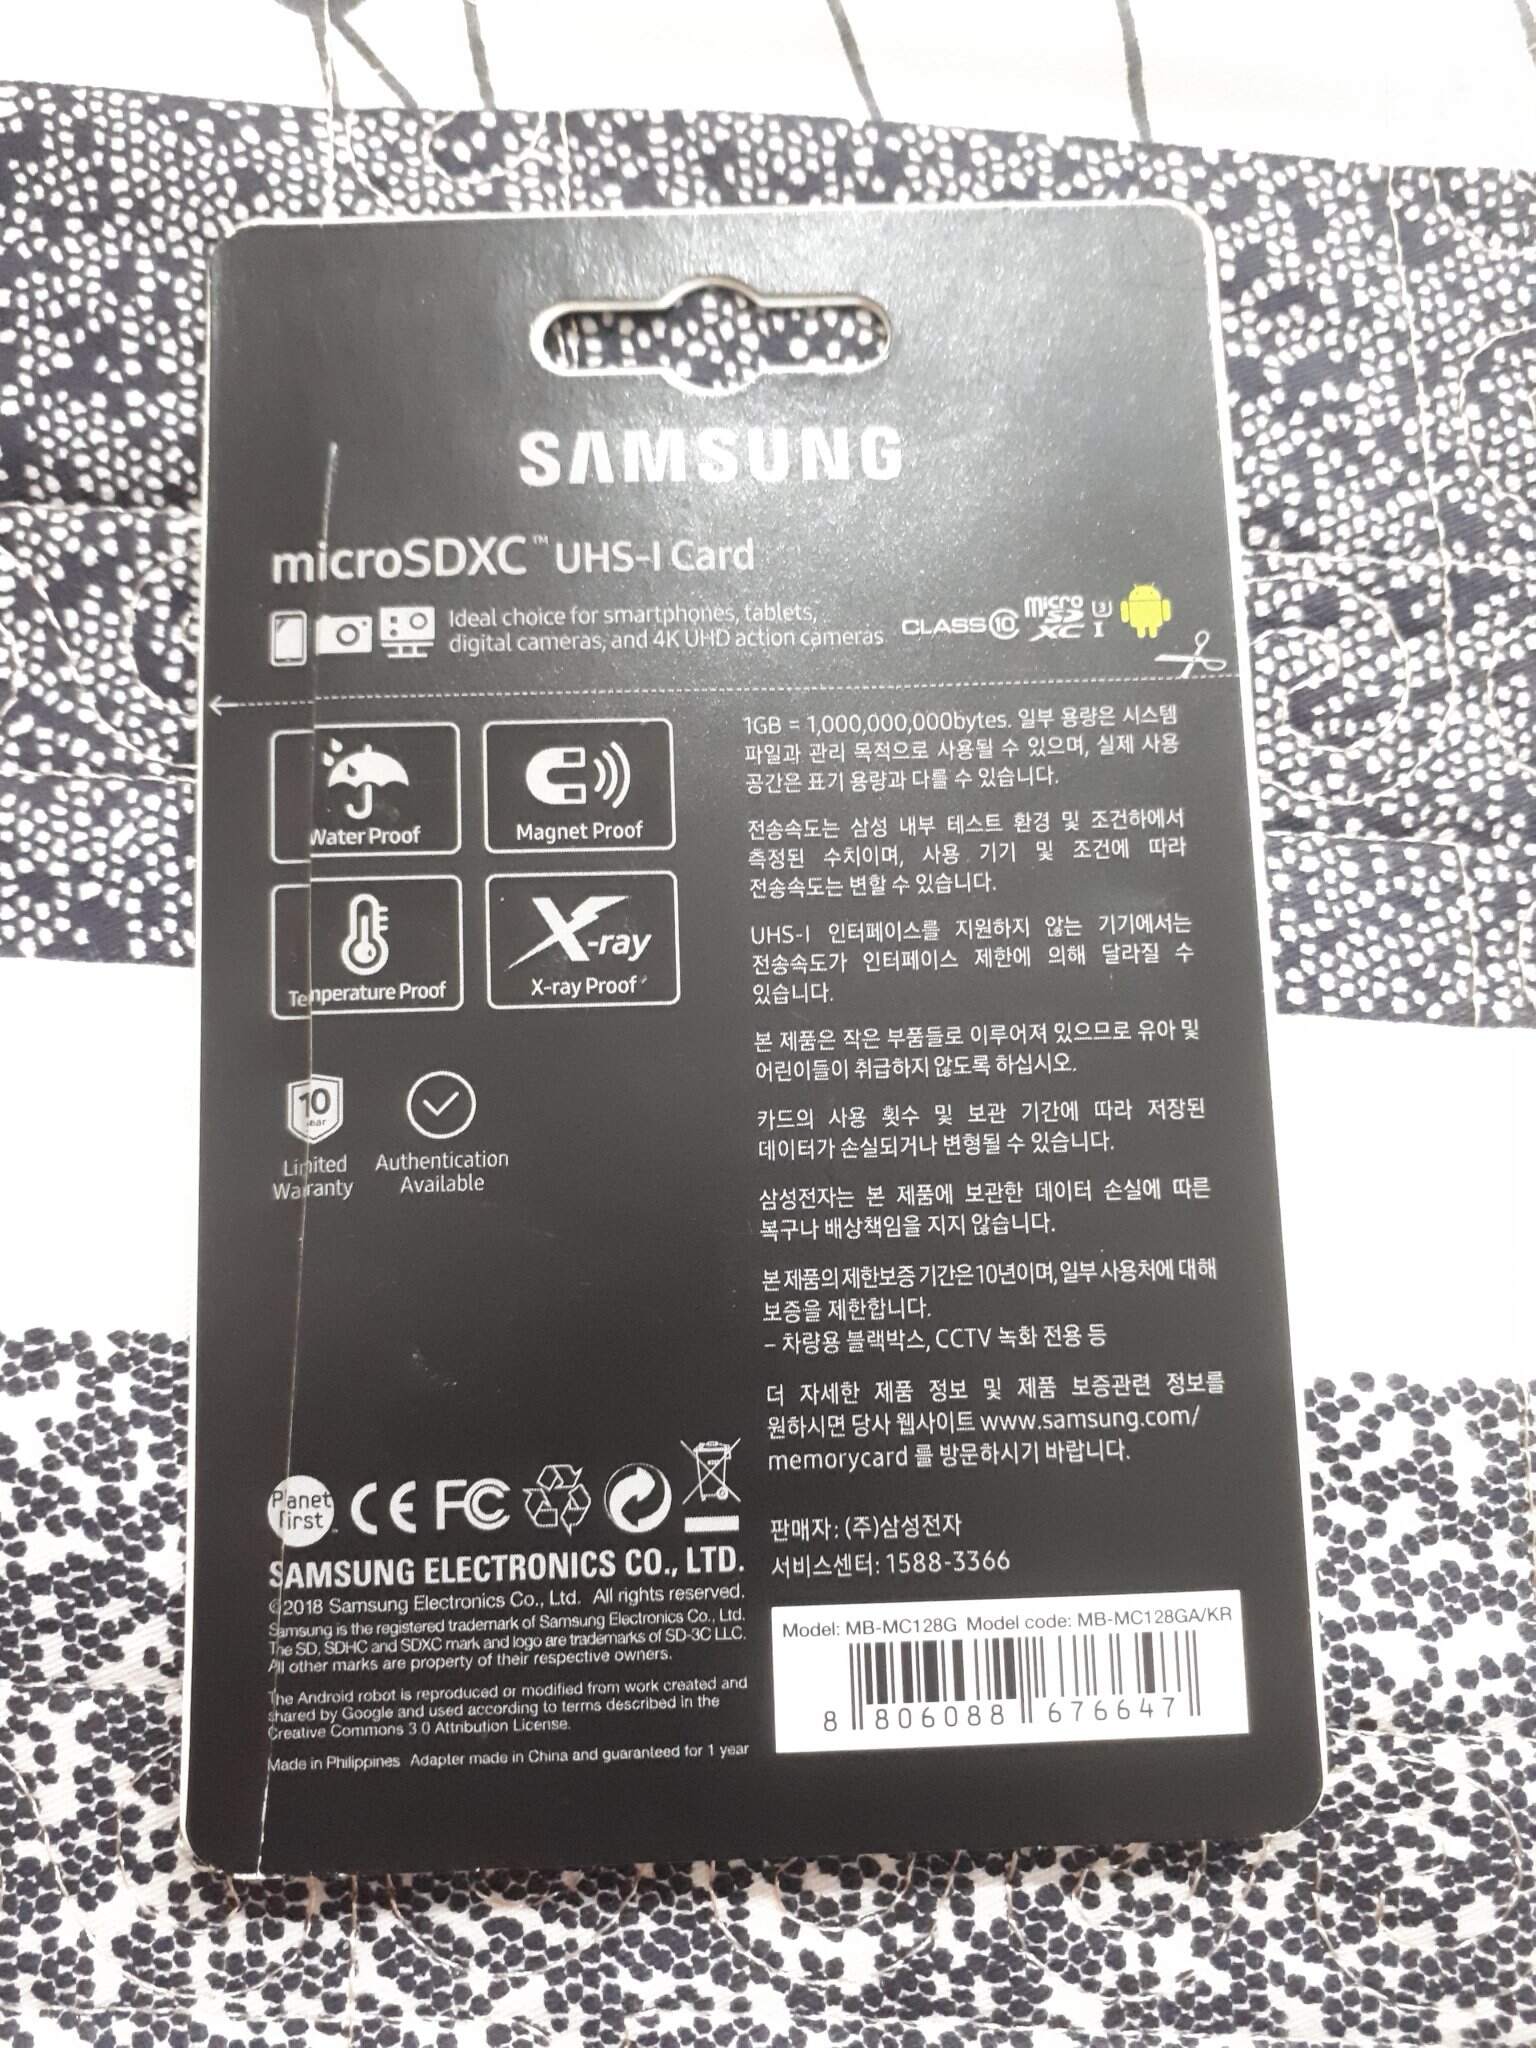 SAMSUNG
microSDXC™ UHS-I Card
Ideal choice for smartphones, tablets,
digital cameras, and 4K UHD action cameras
CLASS 10 micro SD XC U3 I
Water Proof
Magnet Proof
Temperature Proof
X-ray
X-ray Proof
10
year
Limited
Warranty
Authentication
Available
1GB = 1,000,000,000bytes. 일부 용량은 시스템
파일과 관리 목적으로 사용될 수 있으며, 실제 사용
공간은 표기 용량과 다를 수 있습니다.
전송속도는 삼성 내부 테스트 환경 및 조건하에서
측정된 수치이며, 사용 기기 및 조건에 따라
전송속도는 변할 수 있습니다.
UHS-I 인터페이스를 지원하지 않는 기기에서는
전송속도가 인터페이스 제한에 의해 달라질 수
있습니다.
본 제품은 작은 부품들로 이루어져 있으므로 유아 및
어린이들이 취급하지 않도록 하십시오.
카드의 사용 횟수 및 보관 기간에 따라 저장된
데이터가 손실되거나 변형될 수 있습니다.
삼성전자는 본 제품에 보관한 데이터 손실에 따른
복구나 배상책임을 지지 않습니다.
본 제품의 제한보증 기간은 10년이며, 일부 사용처에 대해
보증을 제한합니다.
– 차량용 블랙박스, CCTV 녹화 전용 등
더 자세한 제품 정보 및 제품 보증관련 정보를
원하시면 당사 웹사이트 www.samsung.com/
memorycard 를 방문하시기 바랍니다.
판매자: (주)삼성전자
서비스센터: 1588-3366
Planet
first
CE FC
SAMSUNG ELECTRONICS CO., LTD.
©2018 Samsung Electronics Co., Ltd. All rights reserved.
Samsung is the registered trademark of Samsung Electronics Co., Ltd.
The SD, SDHC and SDXC mark and logo are trademarks of SD-3C LLC.
All other marks are property of their respective owners.
The Android robot is reproduced or modified from work created and
shared by Google and used according to terms described in the
Creative Commons 3.0 Attribution License.
Made in Philippines Adapter made in China and guaranteed for 1 year
Model: MB-MC128G Model code: MB-MC128GA/KR
8 806088 676647